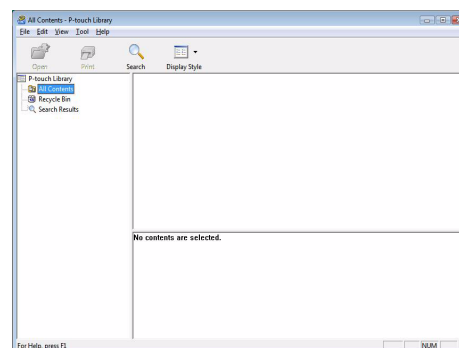 All Contents - P-touch Library
File Edit View Tool Help
Open Print Search Display Style
P-touch Library
All Contents
Recycle Bin
Search Results
No contents are selected.
For Help, press F1
NUM